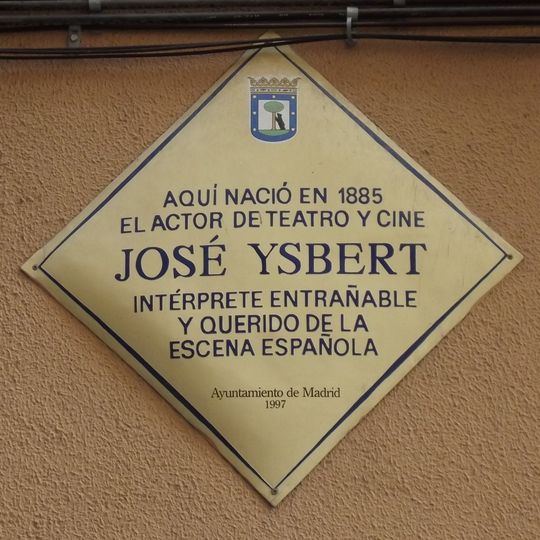 AQUÍ NACIÓ EN 1885
EL ACTOR DE TEATRO Y CINE
JOSÉ YSBERT
INTÉRPRETE ENTRAÑABLE
Y QUERIDO DE LA
ESCENA ESPAÑOLA
Ayuntamiento de Madrid
1997